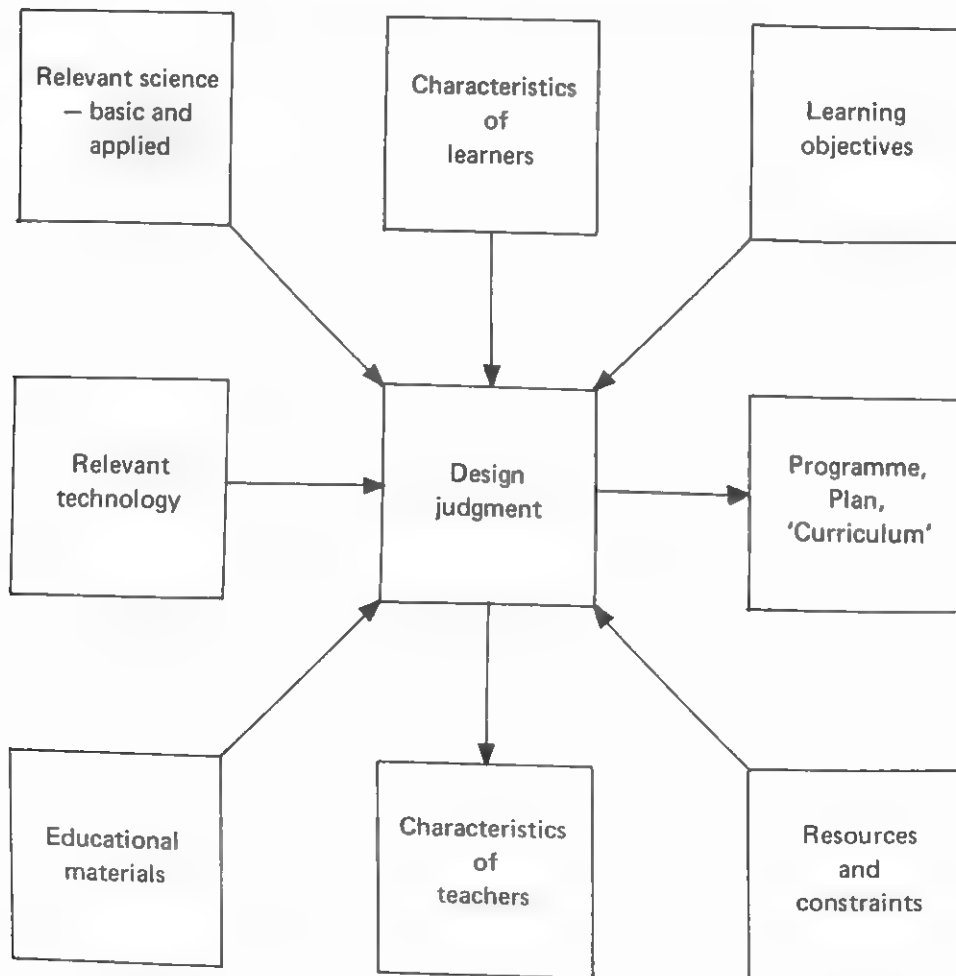 Relevant science
— basic and
applied
Characteristics
of
learners
Learning
objectives
Relevant
technology
Design
judgment
Programme,
Plan,
'Curriculum'
Educational
materials
Characteristics
of
teachers
Resources
and
constraints